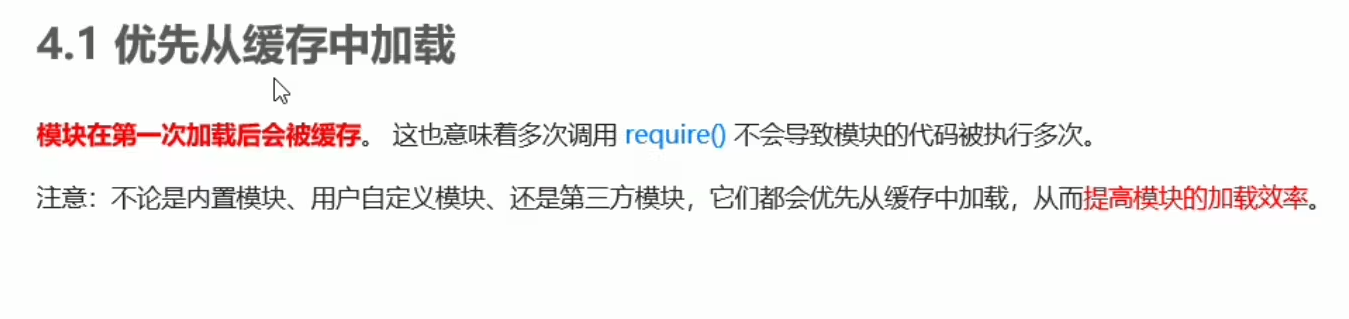 4.1 优先从缓存中加载
模块在第一次加载后会被缓存。 这也意味着多次调用 require() 不会导致模块的代码被执行多次。
注意：不论是内置模块、用户自定义模块、还是第三方模块，它们都会优先从缓存中加载，从而提高模块的加载效率。